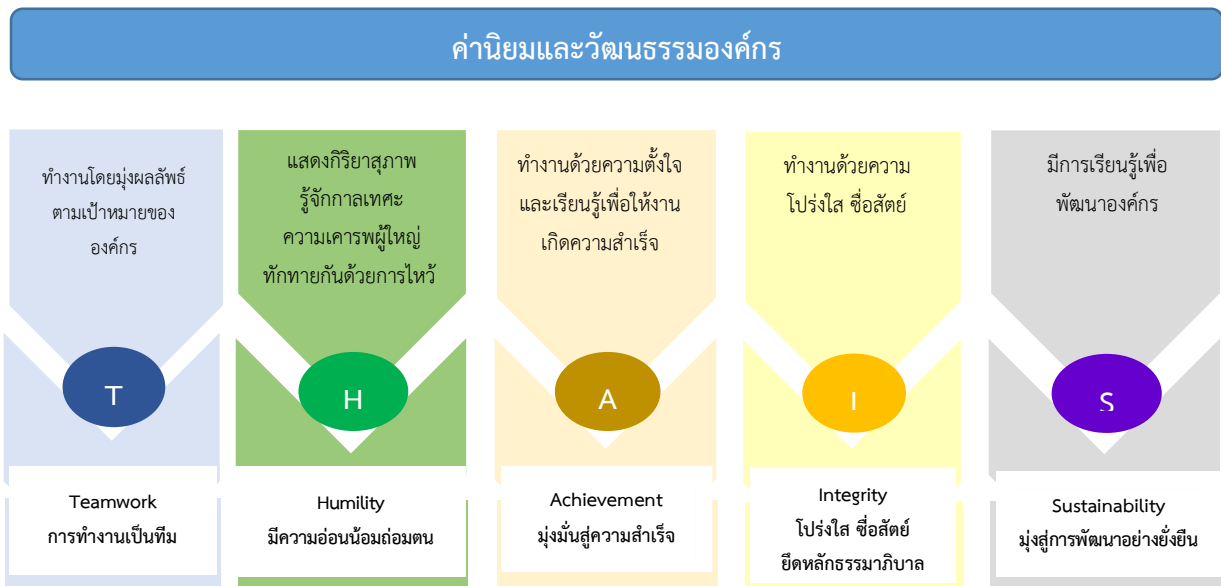 ค่านิยมและวัฒนธรรมองค์กร
ทำงานโดยมุ่งผลลัพธ์
ตามเป้าหมายของ
องค์กร
T
Teamwork
การทำงานเป็นทีม
แสดงกิริยาสุภาพ
รู้จักกาลเทศะ
ความเคารพผู้ใหญ่
ทักทายกันด้วยการไหว้
H
Humility
มีความอ่อนน้อมถ่อมตน
ทำงานด้วยความตั้งใจ
และเรียนรู้เพื่อให้งาน
เกิดความสำเร็จ
A
Achievement
มุ่งมั่นสู่ความสำเร็จ
ทำงานด้วยความ
โปร่งใส ซื่อสัตย์
I
Integrity
โปร่งใส ซื่อสัตย์
ยึดหลักธรรมาภิบาล
มีการเรียนรู้เพื่อ
พัฒนาองค์กร
S
Sustainability
มุ่งสู่การพัฒนาอย่างยั่งยืน